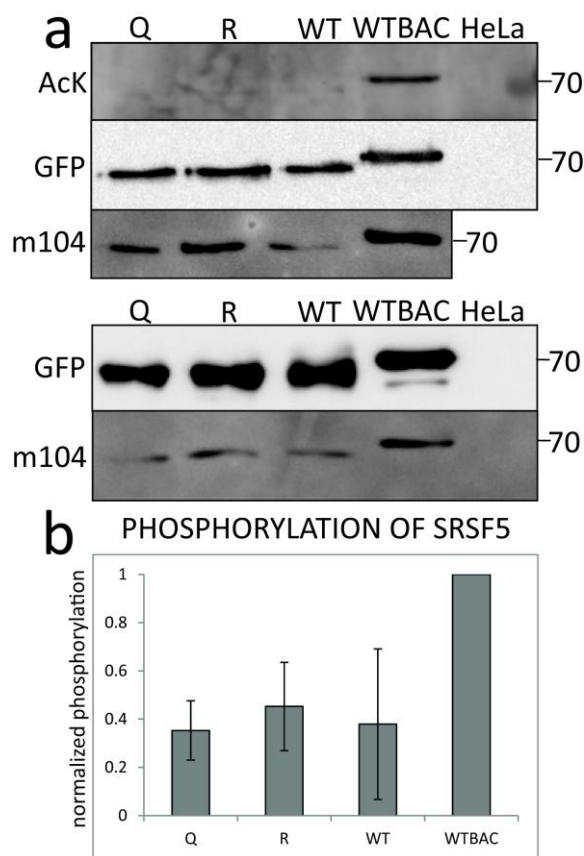 a
Q R WT WTBAC HeLa
AcK 70
GFP 70
m104 70
Q R WT WTBAC HeLa
GFP 70
m104 70
b PHOSPHORYLATION OF SRSF5
normalized phosphorylation
1
0.8
0.6
0.4
0.2
0
Q R WT WTBAC